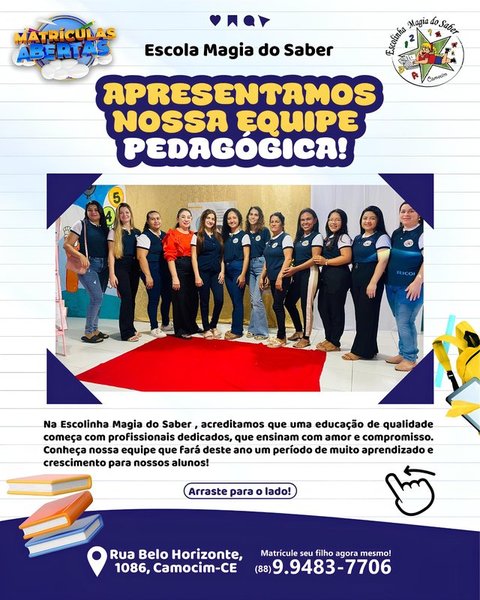 MATRÍCULAS
ABERTAS
Escola Magia do Saber
Escolinha Magia do Saber
Camocim
APRESENTAMOS
NOSSA EQUIPE
PEDAGÓGICA!
Na Escolinha Magia do Saber , acreditamos que uma educação de qualidade
começa com profissionais dedicados, que ensinam com amor e compromisso.
Conheça nossa equipe que fará deste ano um período de muito aprendizado e
crescimento para nossos alunos!
Arraste para o lado!
Rua Belo Horizonte,
1086, Camocim-CE
Matricule seu filho agora mesmo!
(88)9.9483-7706